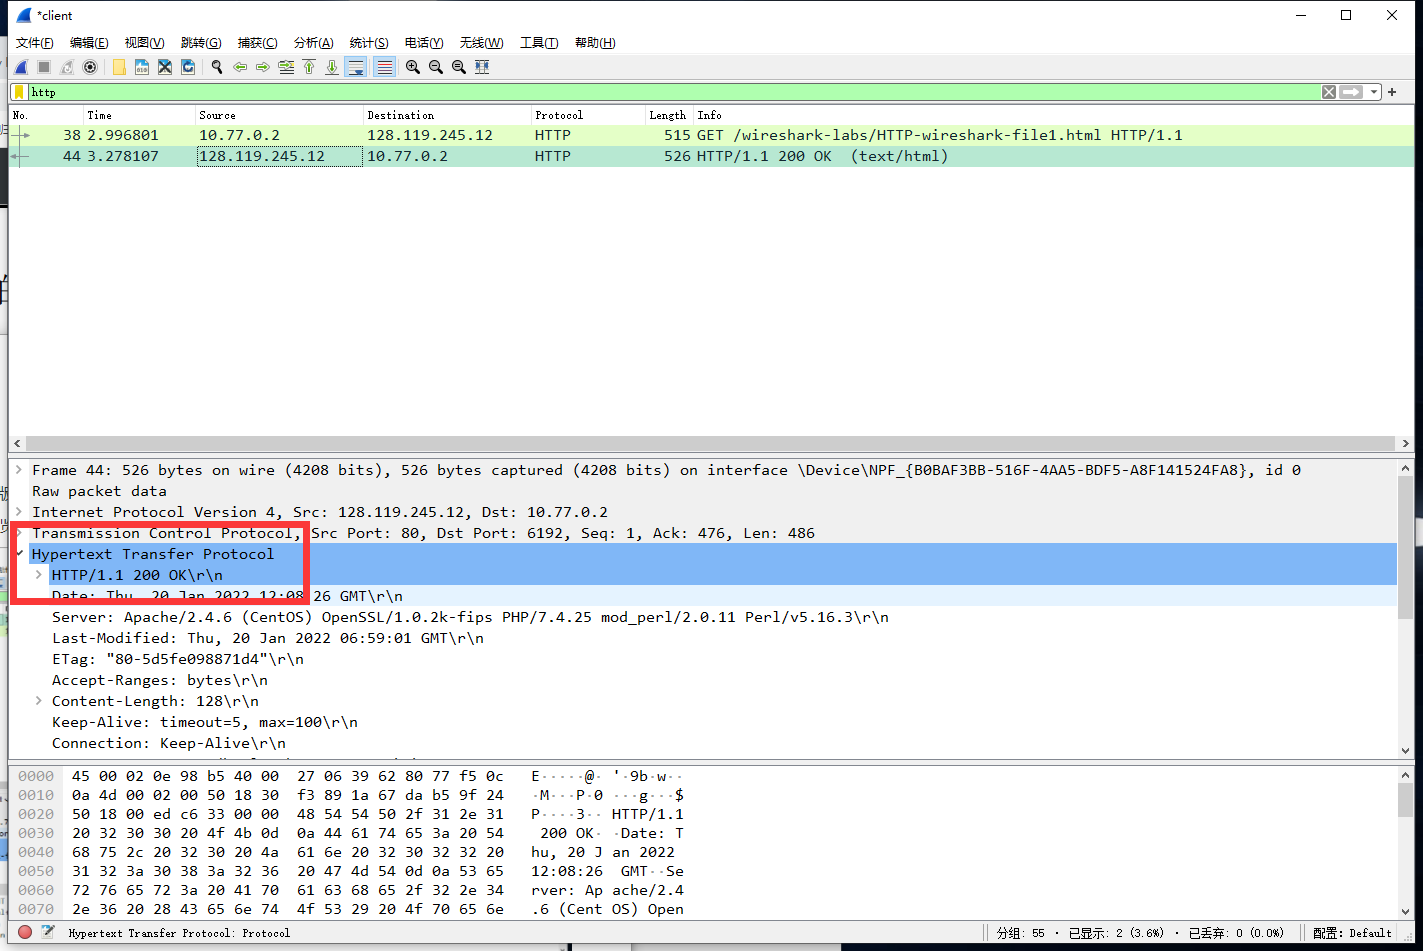 *client
文件(F) 编辑(E) 视图(V) 跳转(G) 捕获(C) 分析(A) 统计(S) 电话(Y) 无线(W) 工具(T) 帮助(H)
http
No. Time Source Destination Protocol Length Info
38 2.996801 10.77.0.2 128.119.245.12 HTTP 515 GET /wireshark-labs/HTTP-wireshark-file1.html HTTP/1.1
44 3.278107 128.119.245.12 10.77.0.2 HTTP 526 HTTP/1.1 200 OK (text/html)
Frame 44: 526 bytes on wire (4208 bits), 526 bytes captured (4208 bits) on interface \Device\NPF_{B0BAF3BB-516F-4AA5-BDF5-A8F141524FA8}, id 0
Raw packet data
Internet Protocol Version 4, Src: 128.119.245.12, Dst: 10.77.0.2
Transmission Control Protocol, Src Port: 80, Dst Port: 6192, Seq: 1, Ack: 476, Len: 486
Hypertext Transfer Protocol
HTTP/1.1 200 OK\r\n
Date: Thu, 20 Jan 2022 12:08:26 GMT\r\n
Server: Apache/2.4.6 (CentOS) OpenSSL/1.0.2k-fips PHP/7.4.25 mod_perl/2.0.11 Perl/v5.16.3\r\n
Last-Modified: Thu, 20 Jan 2022 06:59:01 GMT\r\n
ETag: "80-5d5fe098871d4"\r\n
Accept-Ranges: bytes\r\n
Content-Length: 128\r\n
Keep-Alive: timeout=5, max=100\r\n
Connection: Keep-Alive\r\n
0000 45 00 02 0e 98 b5 40 00 27 06 39 62 80 77 f5 0c E·····@· '·9b·w··
0010 0a 4d 00 02 00 50 18 30 f3 89 1a 67 da b5 9f 24 ·M···P·0 ···g···$
0020 50 18 00 ed c6 33 00 00 48 54 54 50 2f 31 2e 31 P····3·· HTTP/1.1
0030 20 32 30 30 20 4f 4b 0d 0a 44 61 74 65 3a 20 54 200 OK· ·Date: T
0040 68 75 2c 20 32 30 20 4a 61 6e 20 32 30 32 32 20 hu, 20 J an 2022
0050 31 32 3a 30 38 3a 32 36 20 47 4d 54 0d 0a 53 65 12:08:26 GMT··Se
0060 72 76 65 72 3a 20 41 70 61 63 68 65 2f 32 2e 34 rver: Ap ache/2.4
0070 2e 36 20 28 43 65 6e 74 4f 53 29 20 4f 70 65 6e .6 (Cent OS) Open
Hypertext Transfer Protocol: Protocol 分组: 55 · 已显示: 2 (3.6%) · 已丢弃: 0 (0.0%) 配置: Default